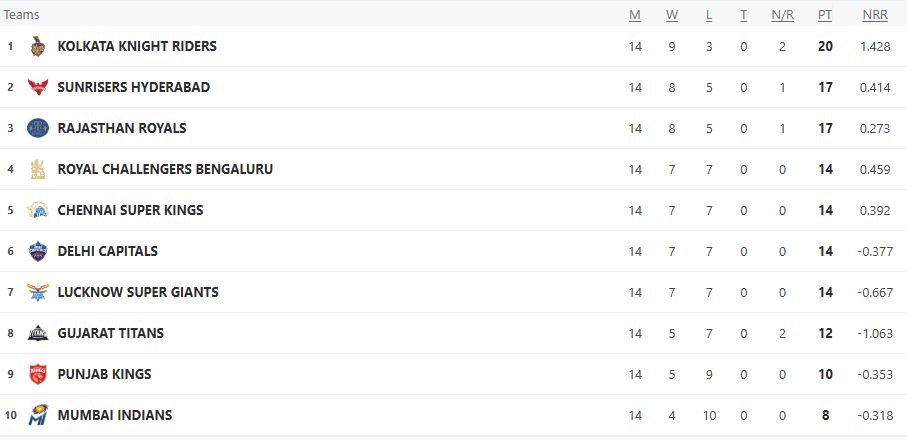 Teams M W L T N/R PT NRR
1 KOLKATA KNIGHT RIDERS 14 9 3 0 2 20 1.428
2 SUNRISERS HYDERABAD 14 8 5 0 1 17 0.414
3 RAJASTHAN ROYALS 14 8 5 0 1 17 0.273
4 ROYAL CHALLENGERS BENGALURU 14 7 7 0 0 14 0.459
5 CHENNAI SUPER KINGS 14 7 7 0 0 14 0.392
6 DELHI CAPITALS 14 7 7 0 0 14 -0.377
7 LUCKNOW SUPER GIANTS 14 7 7 0 0 14 -0.667
8 GUJARAT TITANS 14 5 7 0 2 12 -1.063
9 PUNJAB KINGS 14 5 9 0 0 10 -0.353
10 MUMBAI INDIANS 14 4 10 0 0 8 -0.318